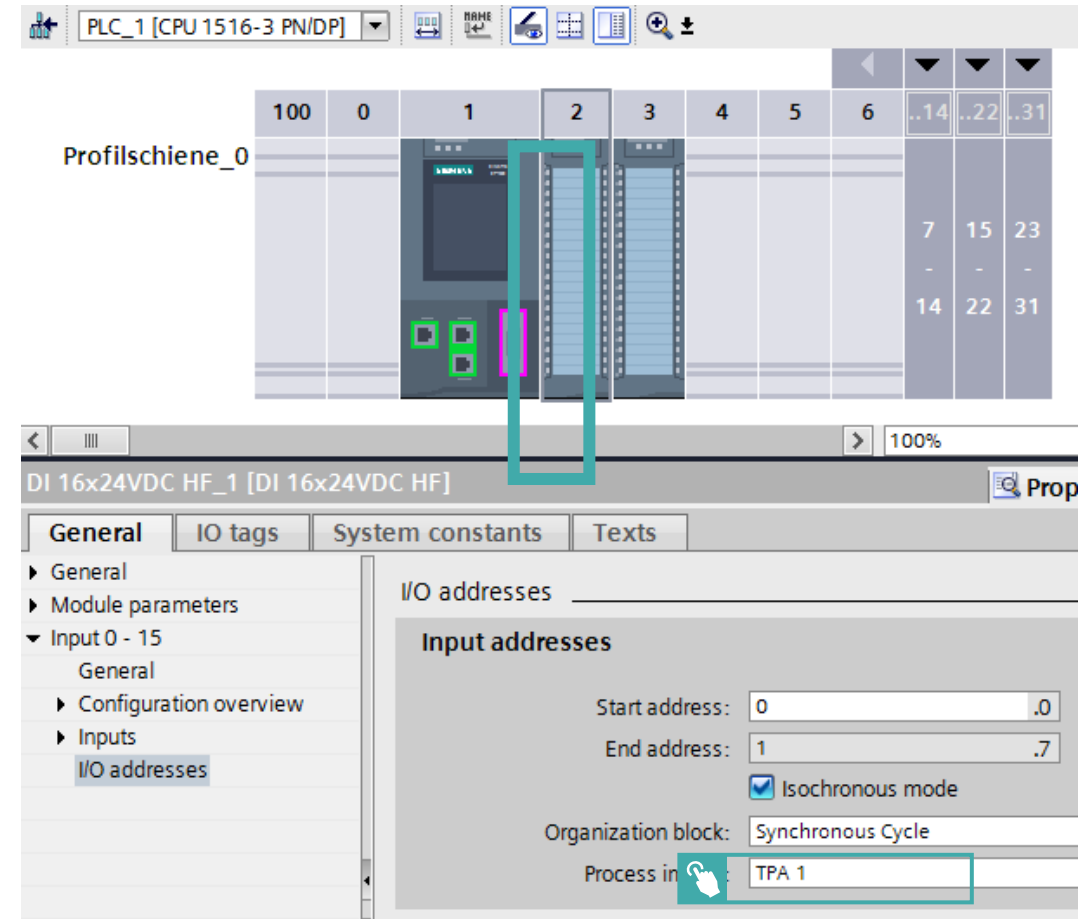 PLC_1 [CPU 1516-3 PN/DP]
NAME
100 0 1 2 3 4 5 6 ..14 ..22 ..31
Profilschiene_0
SIEMENS
7 15 23
- - -
14 22 31
100%
DI 16x24VDC HF_1 [DI 16x24VDC HF]
Prop
General IO tags System constants Texts
General
Module parameters
Input 0 - 15
General
Configuration overview
Inputs
I/O addresses
I/O addresses
Input addresses
Start address: 0 .0
End address: 1 .7
Isochronous mode
Organization block: Synchronous Cycle
Process in : TPA 1